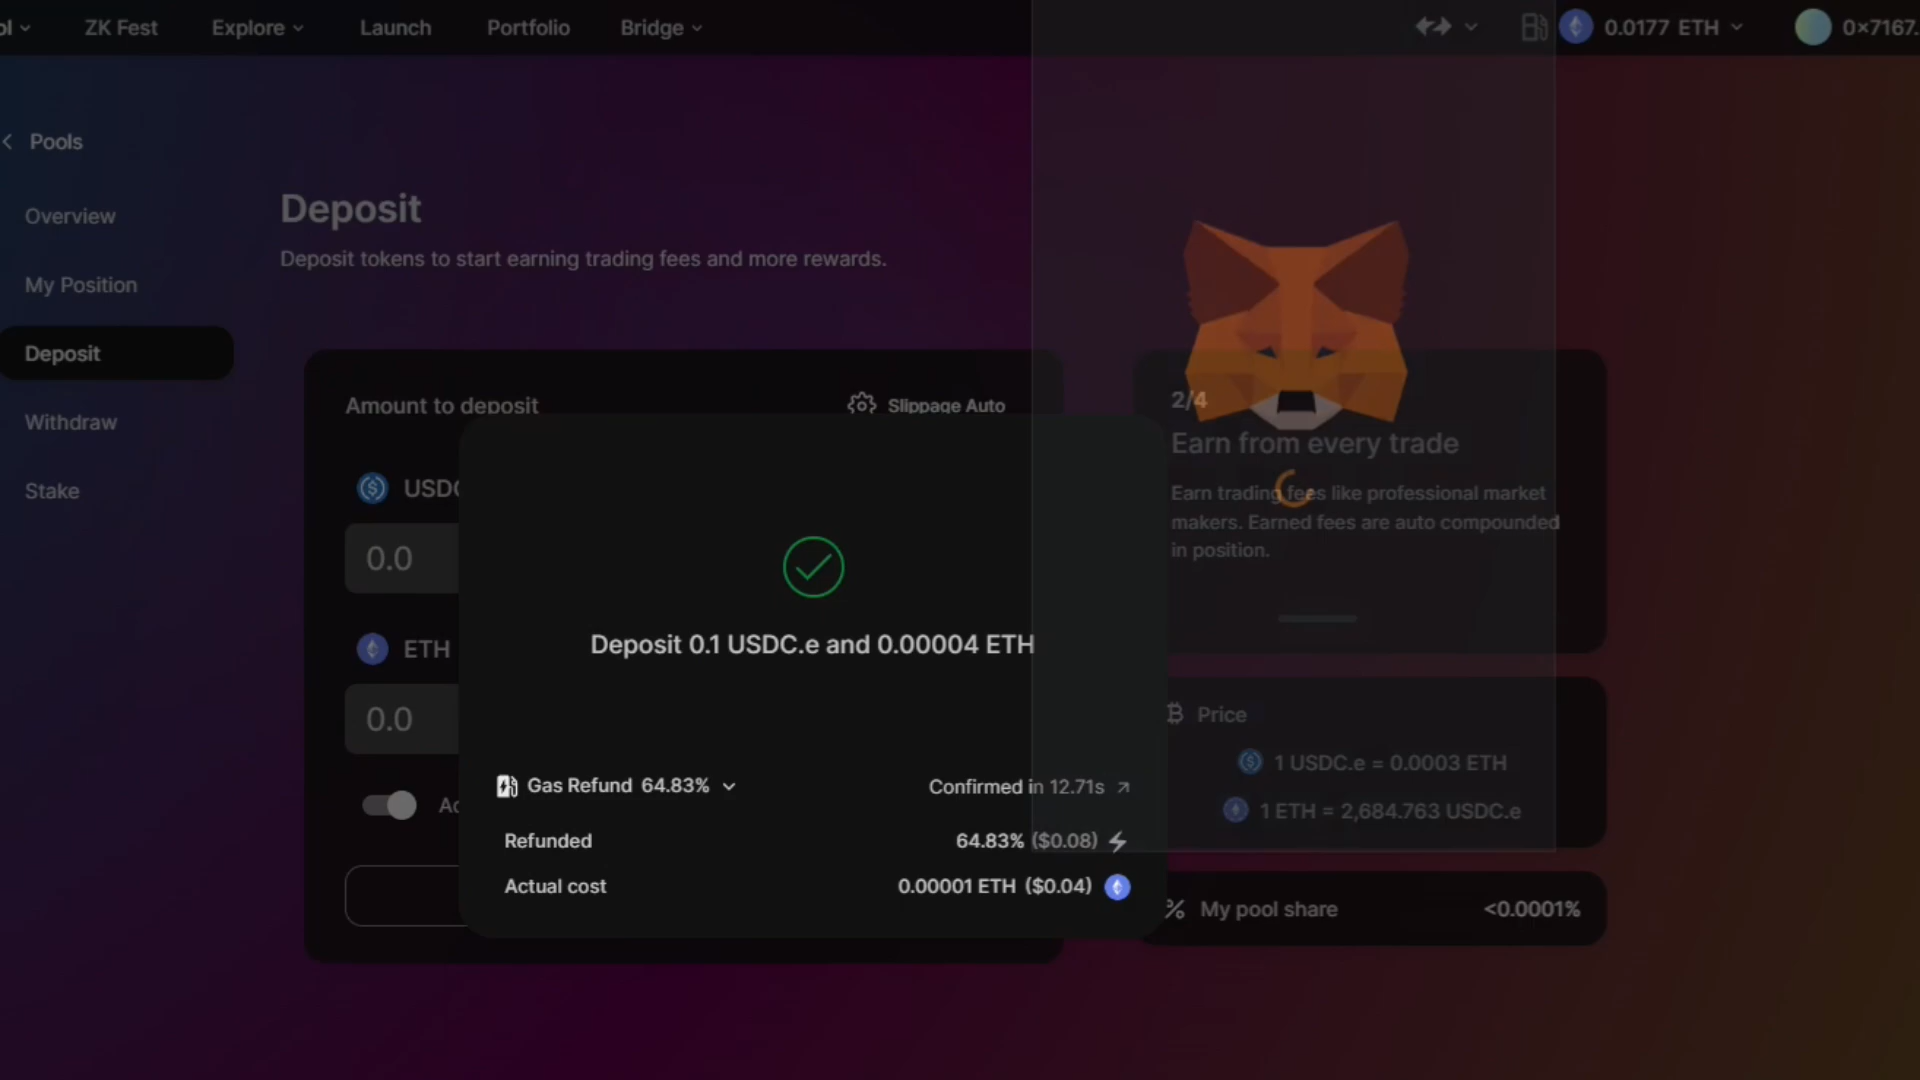 ZK Fest
Explore
Launch
Portfolio
Bridge
0.0177 ETH
0×7167.
Pools
Overview
My Position
Deposit
Withdraw
Stake
Deposit
Deposit tokens to start earning trading fees and more rewards.
Amount to deposit
Slippage Auto
0.0
ETH
0.0
Deposit 0.1 USDC.e and 0.00004 ETH
Gas Refund 64.83%
Confirmed in 12.71s
Refunded
64.83% ($0.08)
Actual cost
0.00001 ETH ($0.04)
2/4
Earn from every trade
Earn trading fees like professional market
makers. Earned fees are auto compounded
in position.
Price
1 USDC.e = 0.0003 ETH
1 ETH = 2,684.763 USDC.e
My pool share
<0.0001%